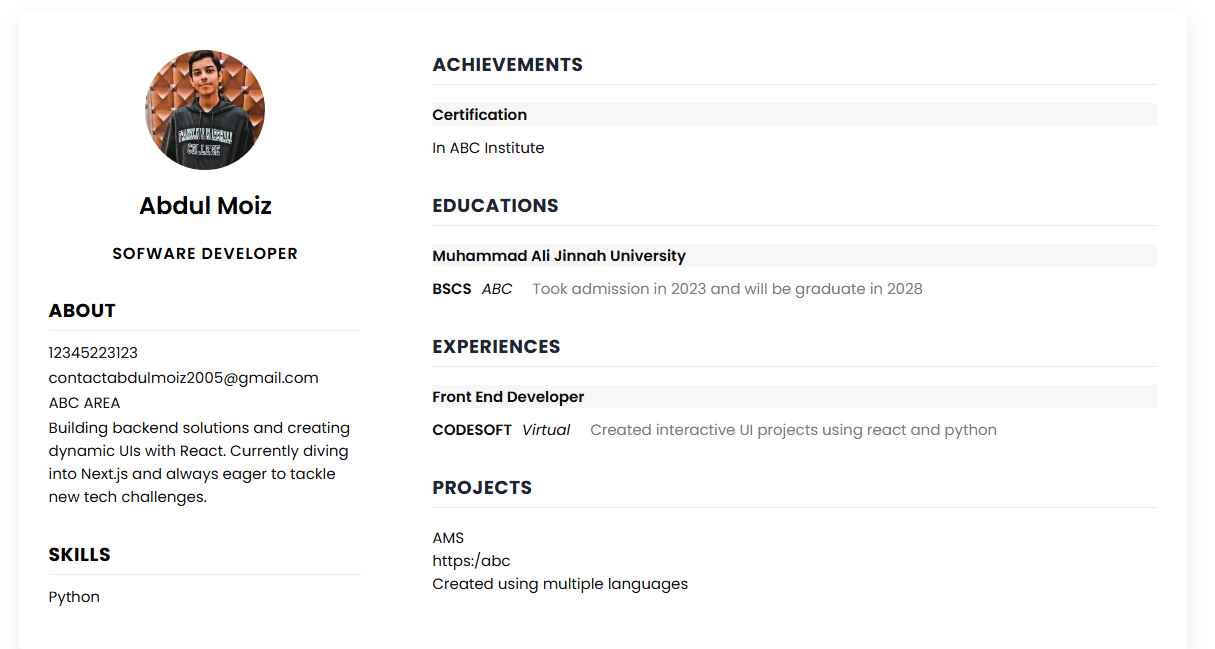 FRANKLIN & MARSHALL
COLLEGE
Abdul Moiz
SOFWARE DEVELOPER
ABOUT
12345223123
contactabdulmoiz2005@gmail.com
ABC AREA
Building backend solutions and creating
dynamic UIs with React. Currently diving
into Next.js and always eager to tackle
new tech challenges.
SKILLS
Python
ACHIEVEMENTS
Certification
In ABC Institute
EDUCATIONS
Muhammad Ali Jinnah University
BSCS ABC Took admission in 2023 and will be graduate in 2028
EXPERIENCES
Front End Developer
CODESOFT Virtual Created interactive UI projects using react and python
PROJECTS
AMS
https:/abc
Created using multiple languages